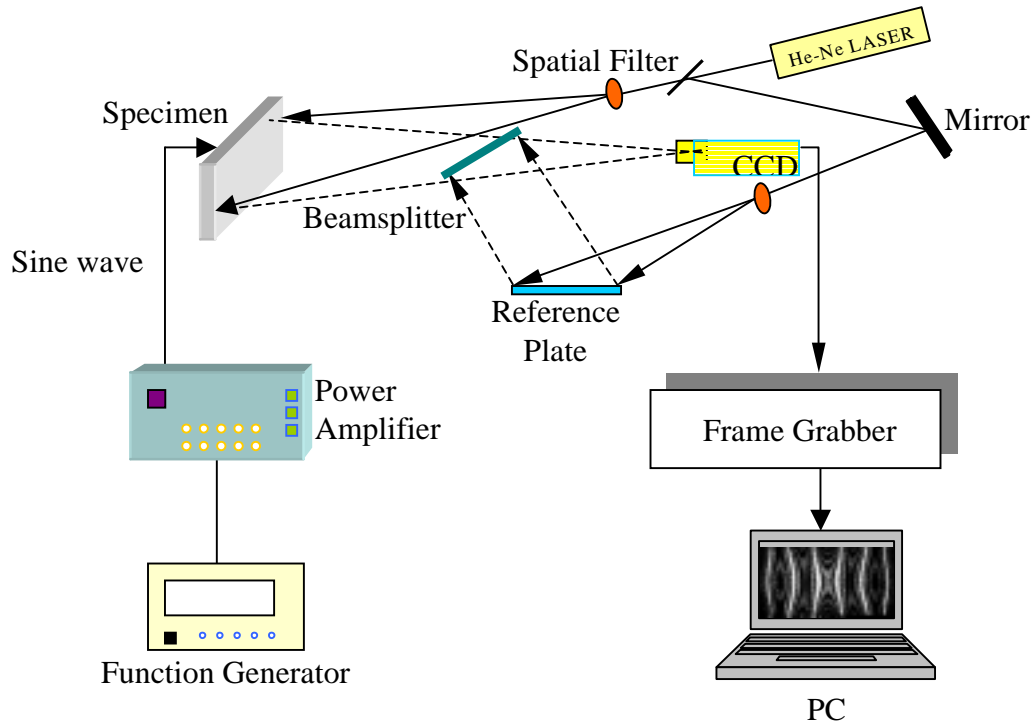 He-Ne LASER
Spatial Filter
Specimen
Mirror
CCD
Beamsplitter
Sine wave
Reference
Plate
Power
Amplifier
Frame Grabber
Function Generator
PC